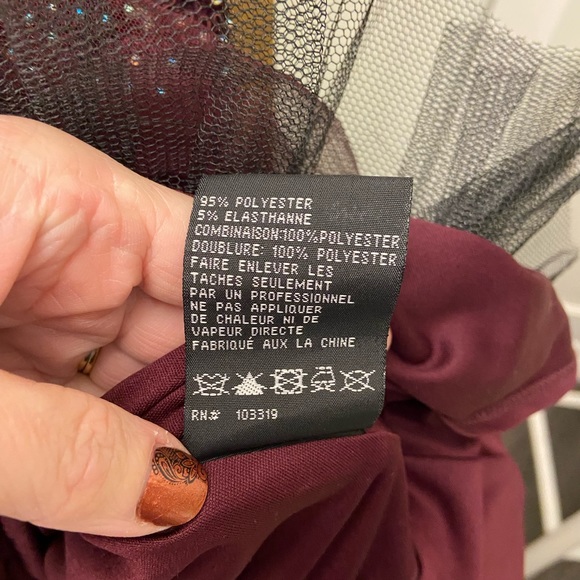 95% POLYESTER
5% ELASTHANNE
COMBINAISON:100%POLYESTER
DOUBLURE: 100% POLYESTER
FAIRE ENLEVER LES
TACHES SEULEMENT
PAR UN PROFESSIONNEL
NE PAS APPLIQUER
DE CHALEUR NI DE
VAPEUR DIRECTE
FABRIQUÉ AUX LA CHINE
RN# 103319